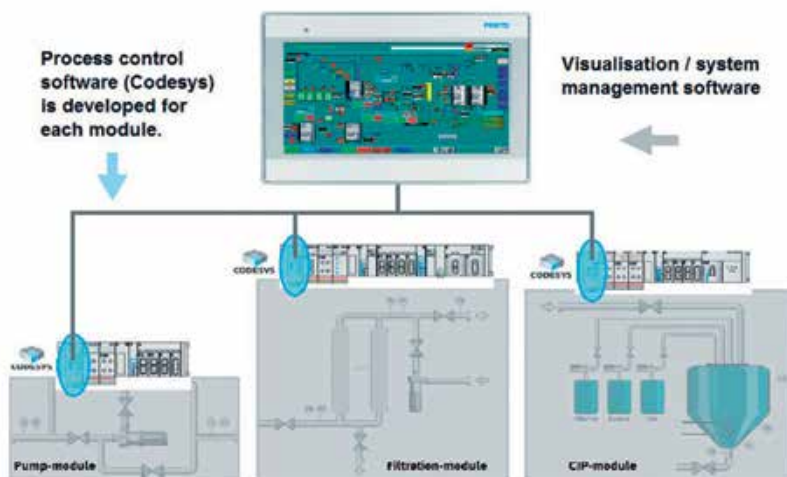 FESTO
Process control
software (Codesys)
is developed for
each module.
Visualisation / system
management software
CODESYS
CODESYS
CODESYS
Pump-module
Filtration-module
CIP-module